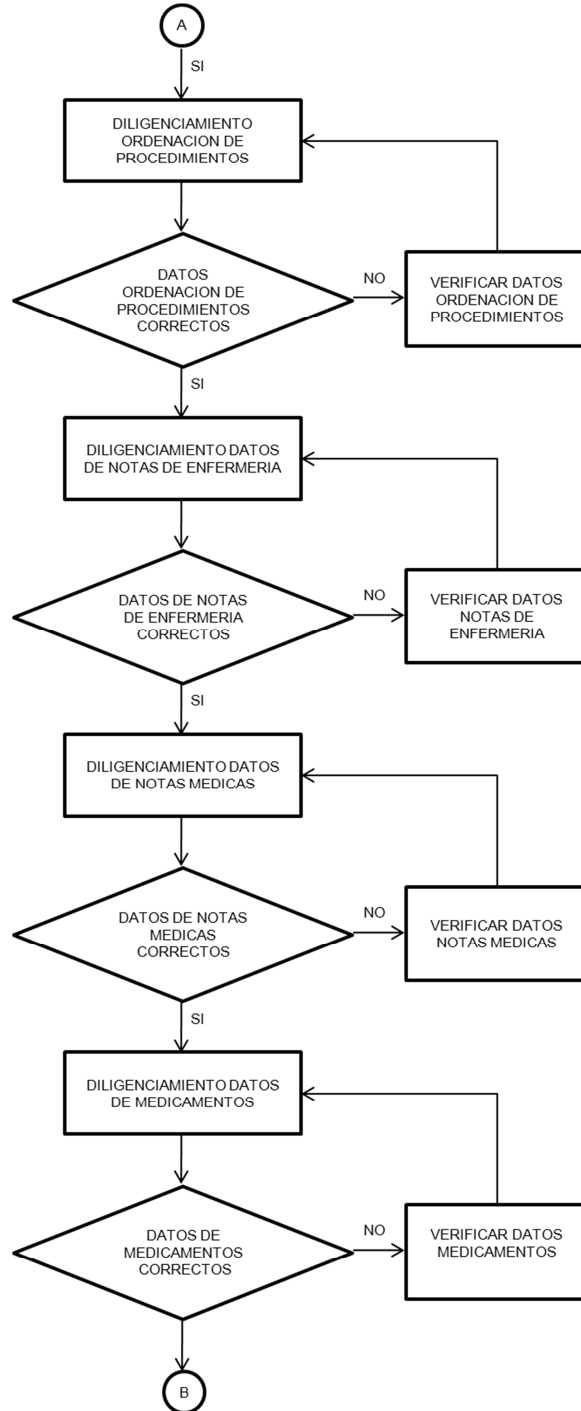 A
SI
DILIGENCIAMIENTO
ORDENACION DE
PROCEDIMIENTOS
DATOS
ORDENACION DE
PROCEDIMIENTOS
CORRECTOS
NO
VERIFICAR DATOS
ORDENACION DE
PROCEDIMIENTOS
SI
DILIGENCIAMIENTO DATOS
DE NOTAS DE ENFERMERIA
DATOS DE NOTAS
DE ENFERMERIA
CORRECTOS
NO
VERIFICAR DATOS
NOTAS DE
ENFERMERIA
SI
DILIGENCIAMIENTO DATOS
DE NOTAS MEDICAS
DATOS DE NOTAS
MEDICAS
CORRECTOS
NO
VERIFICAR DATOS
NOTAS MEDICAS
SI
DILIGENCIAMIENTO DATOS
DE MEDICAMENTOS
DATOS DE
MEDICAMENTOS
CORRECTOS
NO
VERIFICAR DATOS
MEDICAMENTOS
B